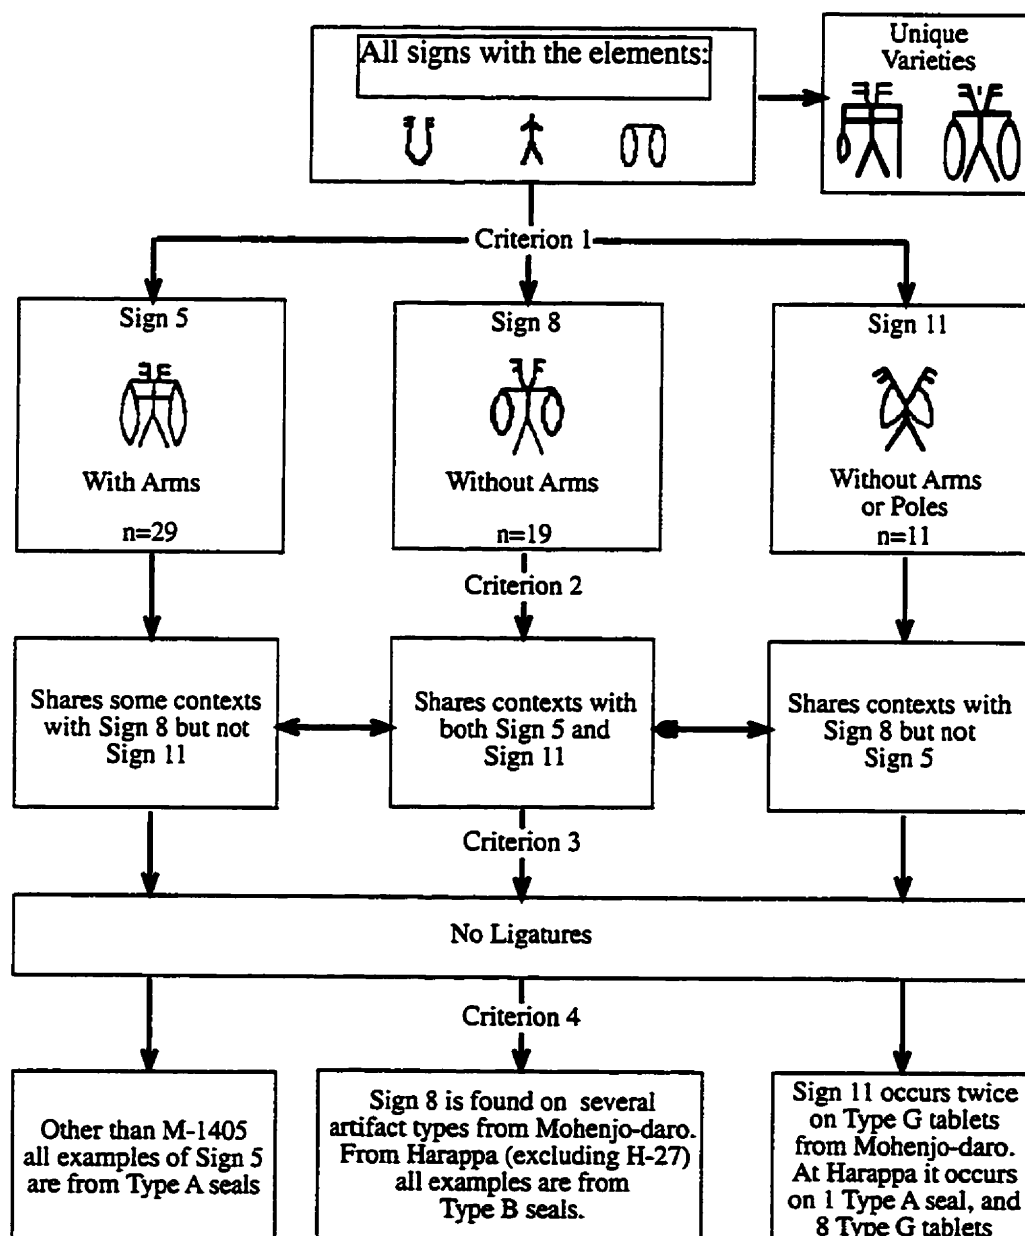 All signs with the elements:
Unique
Varieties
Criterion 1
Sign 5
With Arms
n=29
Sign 8
Without Arms
n=19
Sign 11
Without Arms
or Poles
n=11
Criterion 2
Shares some contexts
with Sign 8 but not
Sign 11
Shares contexts with
both Sign 5 and
Sign 11
Shares contexts with
Sign 8 but not
Sign 5
Criterion 3
No Ligatures
Criterion 4
Other than M-1405
all examples of Sign 5
are from Type A seals
Sign 8 is found on several
artifact types from Mohenjo-daro.
From Harappa (excluding H-27)
all examples are from
Type B seals.
Sign 11 occurs twice
on Type G tablets
from Mohenjo-daro.
At Harappa it occurs
on 1 Type A seal, and
8 Type G tablets